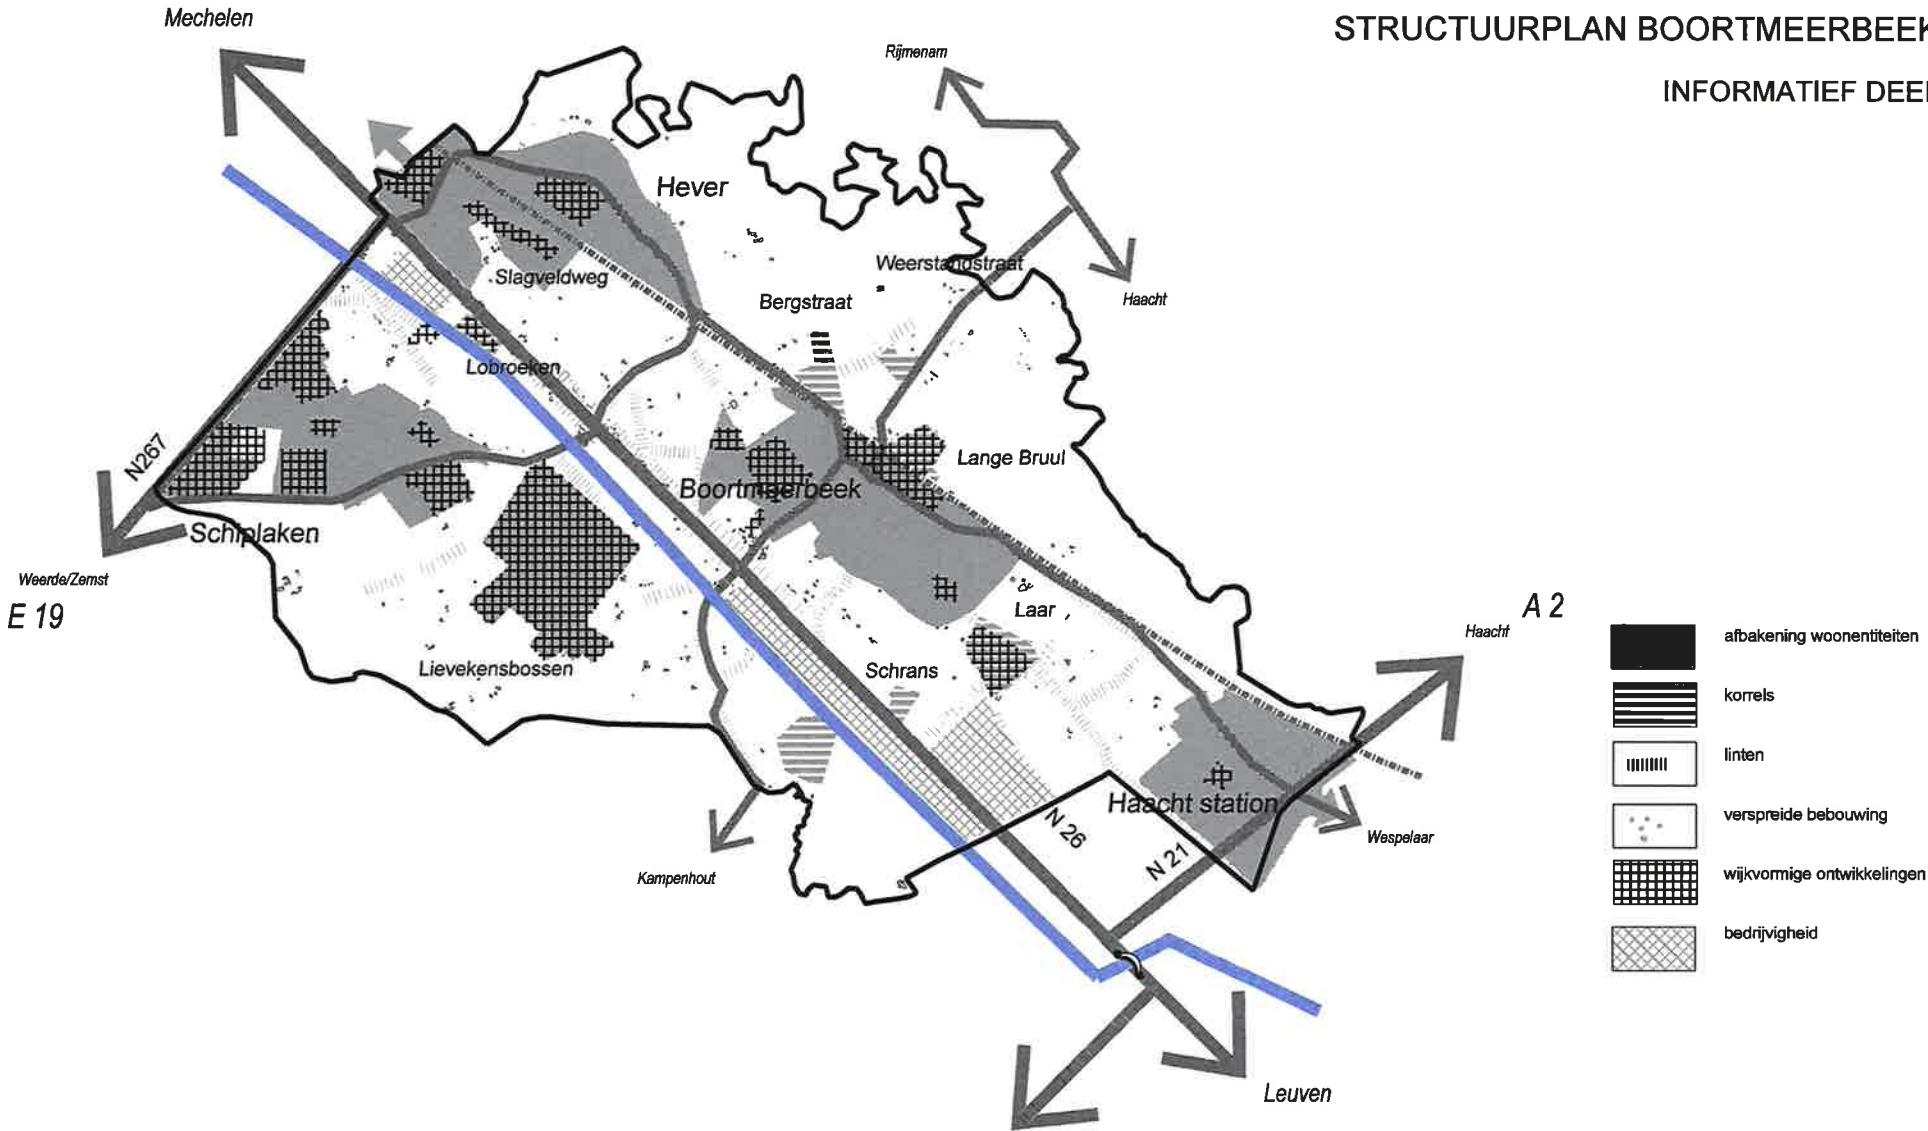 Mechelen
STRUCTUURPLAN BOORTMEERBEEK
INFORMATIEF DEEL
Rijmenam
Hever
Weerstandstraat
Slagveldweg
Bergstraat
Haacht
Lobroeken
N267
Lange Bruul
Boortmeerbeek
Schiplaken
Weerde/Zemst
E 19
Laar
A 2
Haacht
Lievekensbossen
Schrans
Haacht station
N 26
N 21
Wespelaar
Kampenhout
Leuven
afbakening woonentiteiten
korrels
linten
verspreide bebouwing
wijkvormige ontwikkelingen
bedrijvigheid